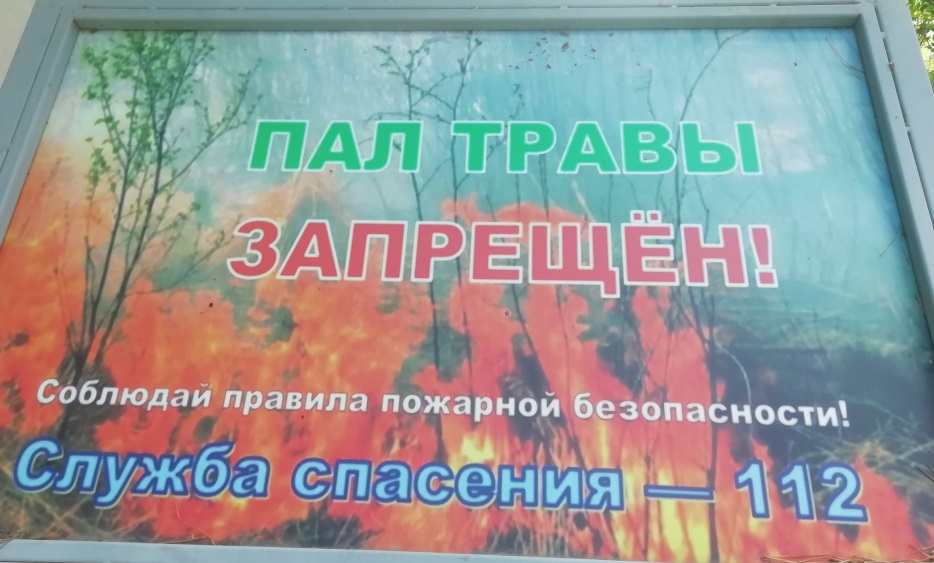 ПАЛ ТРАВЫ
ЗАПРЕЩЁН!
Соблюдай правила пожарной безопасности!
Служба спасения — 112